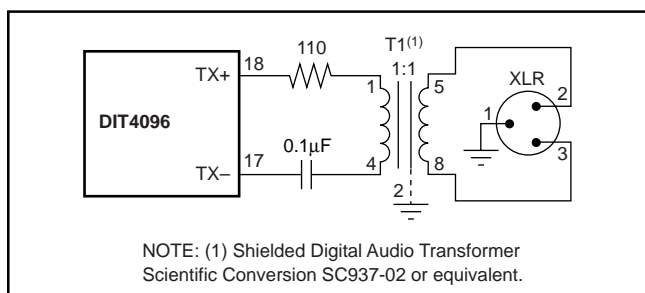 110
T1(1)
18
1:1
TX+
1
5
XLR
2
DIT4096
1
17
0.1µF
3
TX–
4
8
2
NOTE: (1) Shielded Digital Audio Transformer
Scientific Conversion SC937-02 or equivalent.